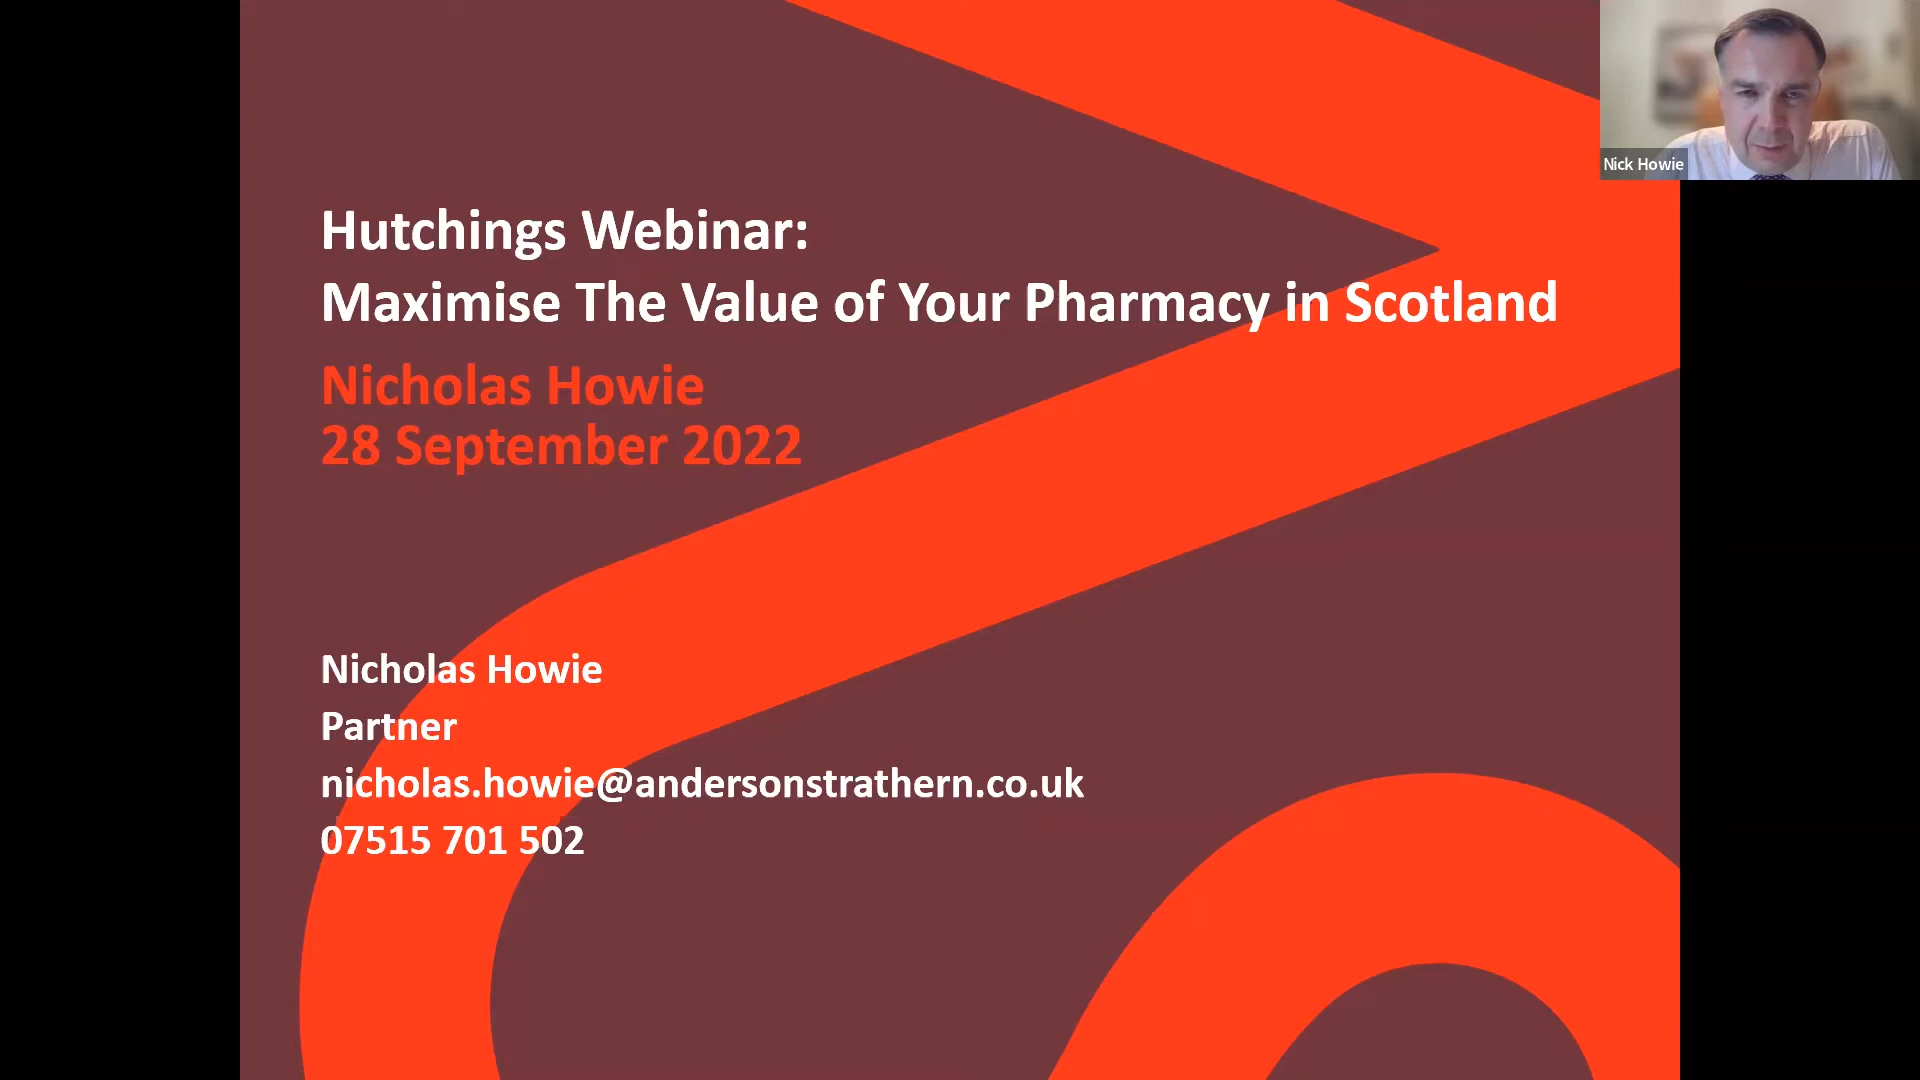 Hutchings Webinar:
Maximise The Value of Your Pharmacy in Scotland
Nicholas Howie
28 September 2022
Nicholas Howie
Partner
nicholas.howie@andersonstrathern.co.uk
07515 701 502
Nick Howie